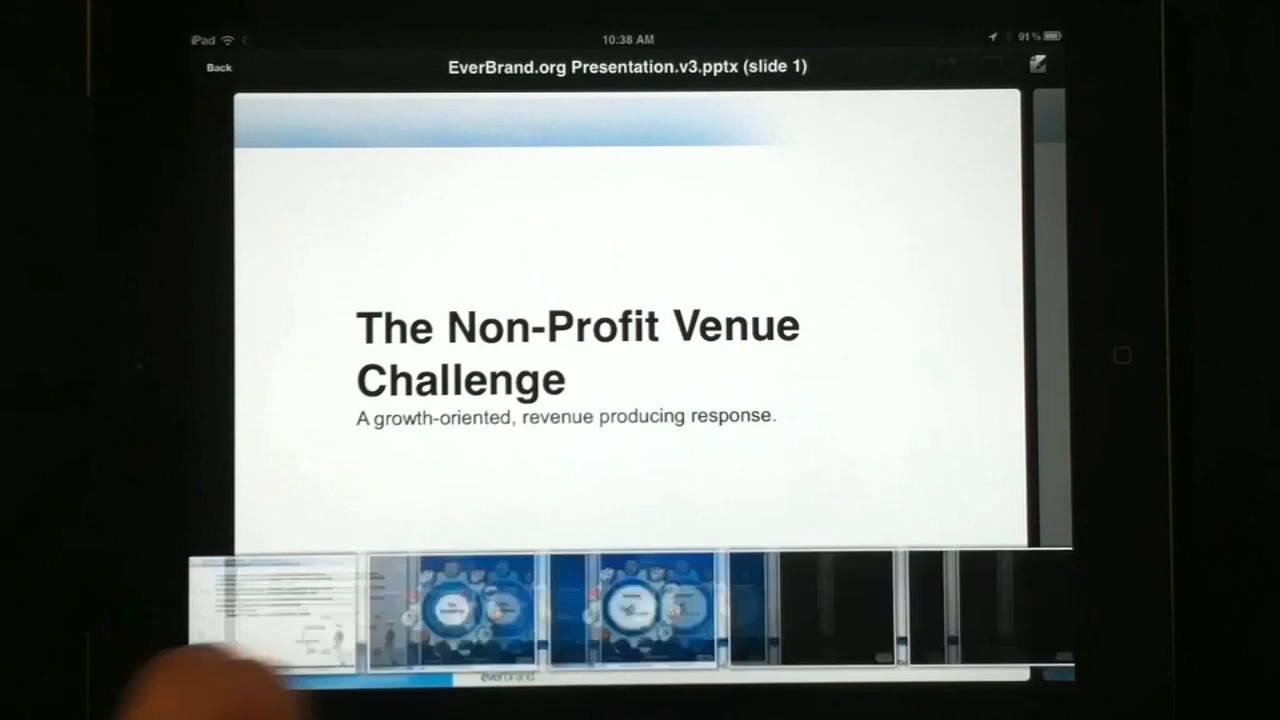 iPad
10:38 AM
91%
Back
EverBrand.org Presentation.v3.pptx (slide 1)
The Non-Profit Venue
Challenge
A growth-oriented, revenue producing response.
everbrand